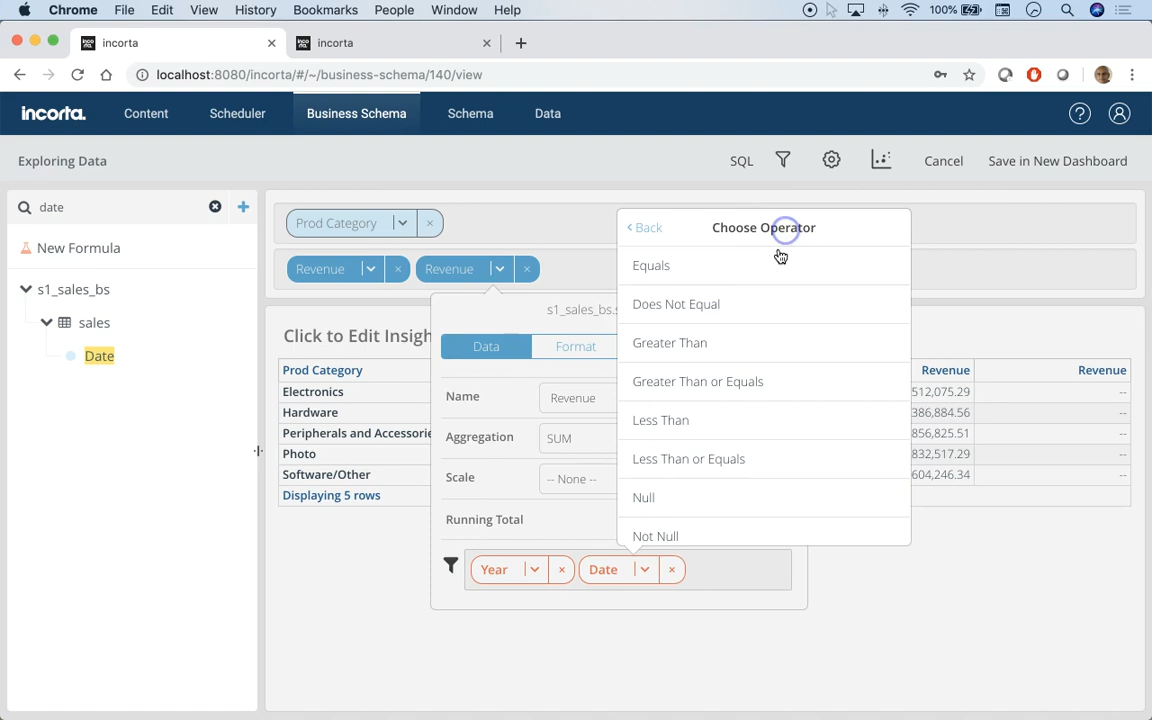 Chrome File Edit View History Bookmarks People Window Help 100%
incorta incorta
localhost:8080/incorta/#/~/business-schema/140/view
incorta. Content Scheduler Business Schema Schema Data
Exploring Data SQL Cancel Save in New Dashboard
date
New Formula
s1_sales_bs
sales
Date
Prod Category
Revenue Revenue
Back Choose Operator
Equals
Does Not Equal
Greater Than
Greater Than or Equals
Less Than
Less Than or Equals
Null
Not Null
s1_sales_bs.s
Data Format
Name Revenue
Aggregation SUM
Scale -- None --
Running Total
Year Date
Click to Edit Insigh
Prod Category Revenue Revenue
Electronics 512,075.29 --
Hardware 386,884.56 --
Peripherals and Accessorie 856,825.51 --
Photo 832,517.29 --
Software/Other 604,246.34 --
Displaying 5 rows